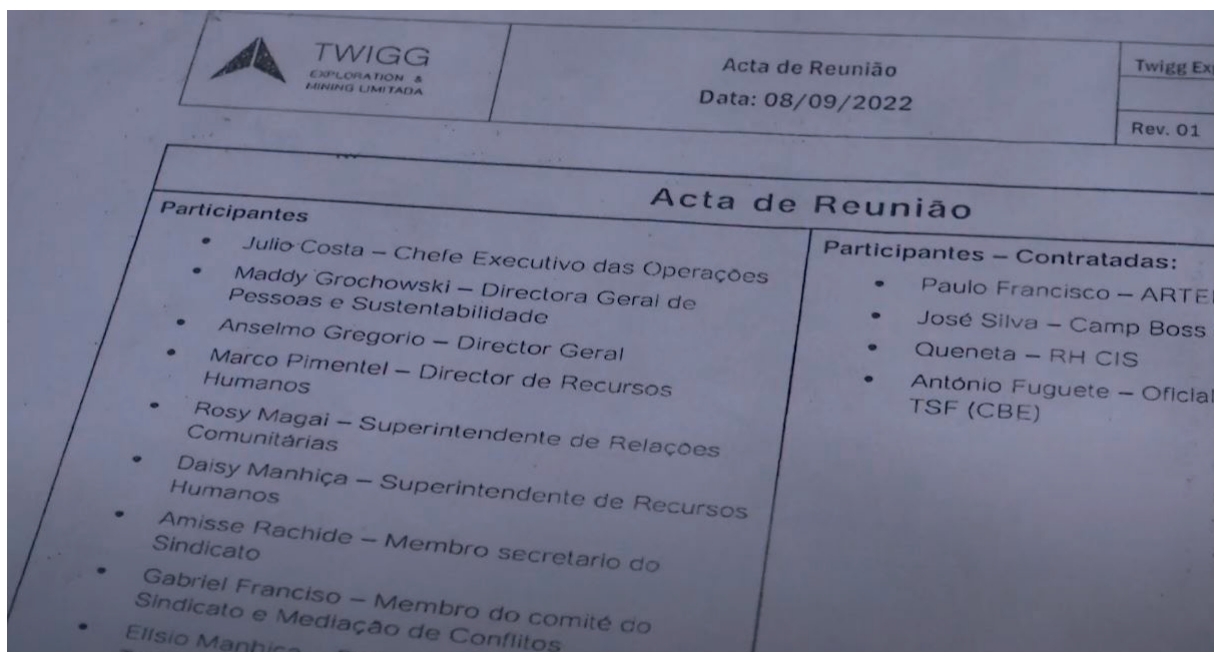 TWIGG
EXPLORATION &
MINING LIMITADA
Acta de Reunião
Data: 08/09/2022
Twigg
Rev. 01
Acta de Reunião
Participantes
• Julio Costa – Chefe Executivo das Operações
• Maddy Grochowski – Directora Geral de
Pessoas e Sustentabilidade
• Anselmo Gregorio – Director Geral
• Marco Pimentel – Director de Recursos
Humanos
• Rosy Magai – Superintendente de Relações
Comunitárias
• Daisy Manhiça – Superintendente de Recursos
Humanos
• Amisse Rachide – Membro secretario do
Sindicato
• Gabriel Franciso – Membro do comité do
Sindicato e Mediação de Conflitos
• Elísio Manhiça –
Participantes – Contratadas:
• Paulo Francisco –
• José Silva – Camp Boss
• Queneta – RH CIS
• António Fuguete – Oficial
TSF (CBE)